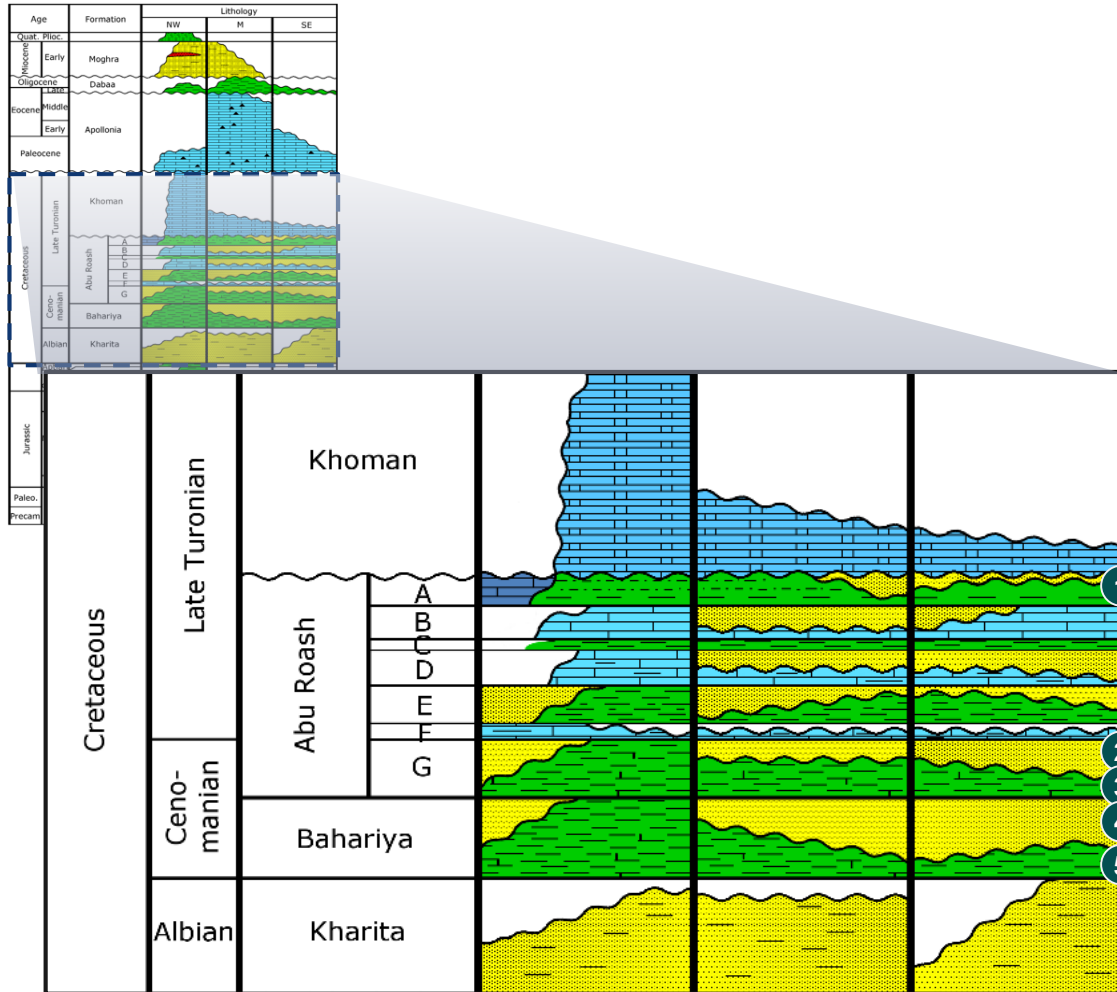 Age
Formation
Lithology
NW
M
SE
Quat. Plioc.
Miocene
Early
Moghra
Oligocene
Dabaa
Late
Eocene
Middle
Early
Apollonia
Paleocene
Cretaceous
Late Turonian
Khoman
Abu Roash
A
B
C
D
E
F
G
Ceno-
manian
Bahariya
Albian
Kharita
Jurassic
Paleo.
Precam
Cretaceous
Late Turonian
Khoman
Abu Roash
A
B
C
D
E
F
G
Ceno-
manian
Bahariya
Albian
Kharita